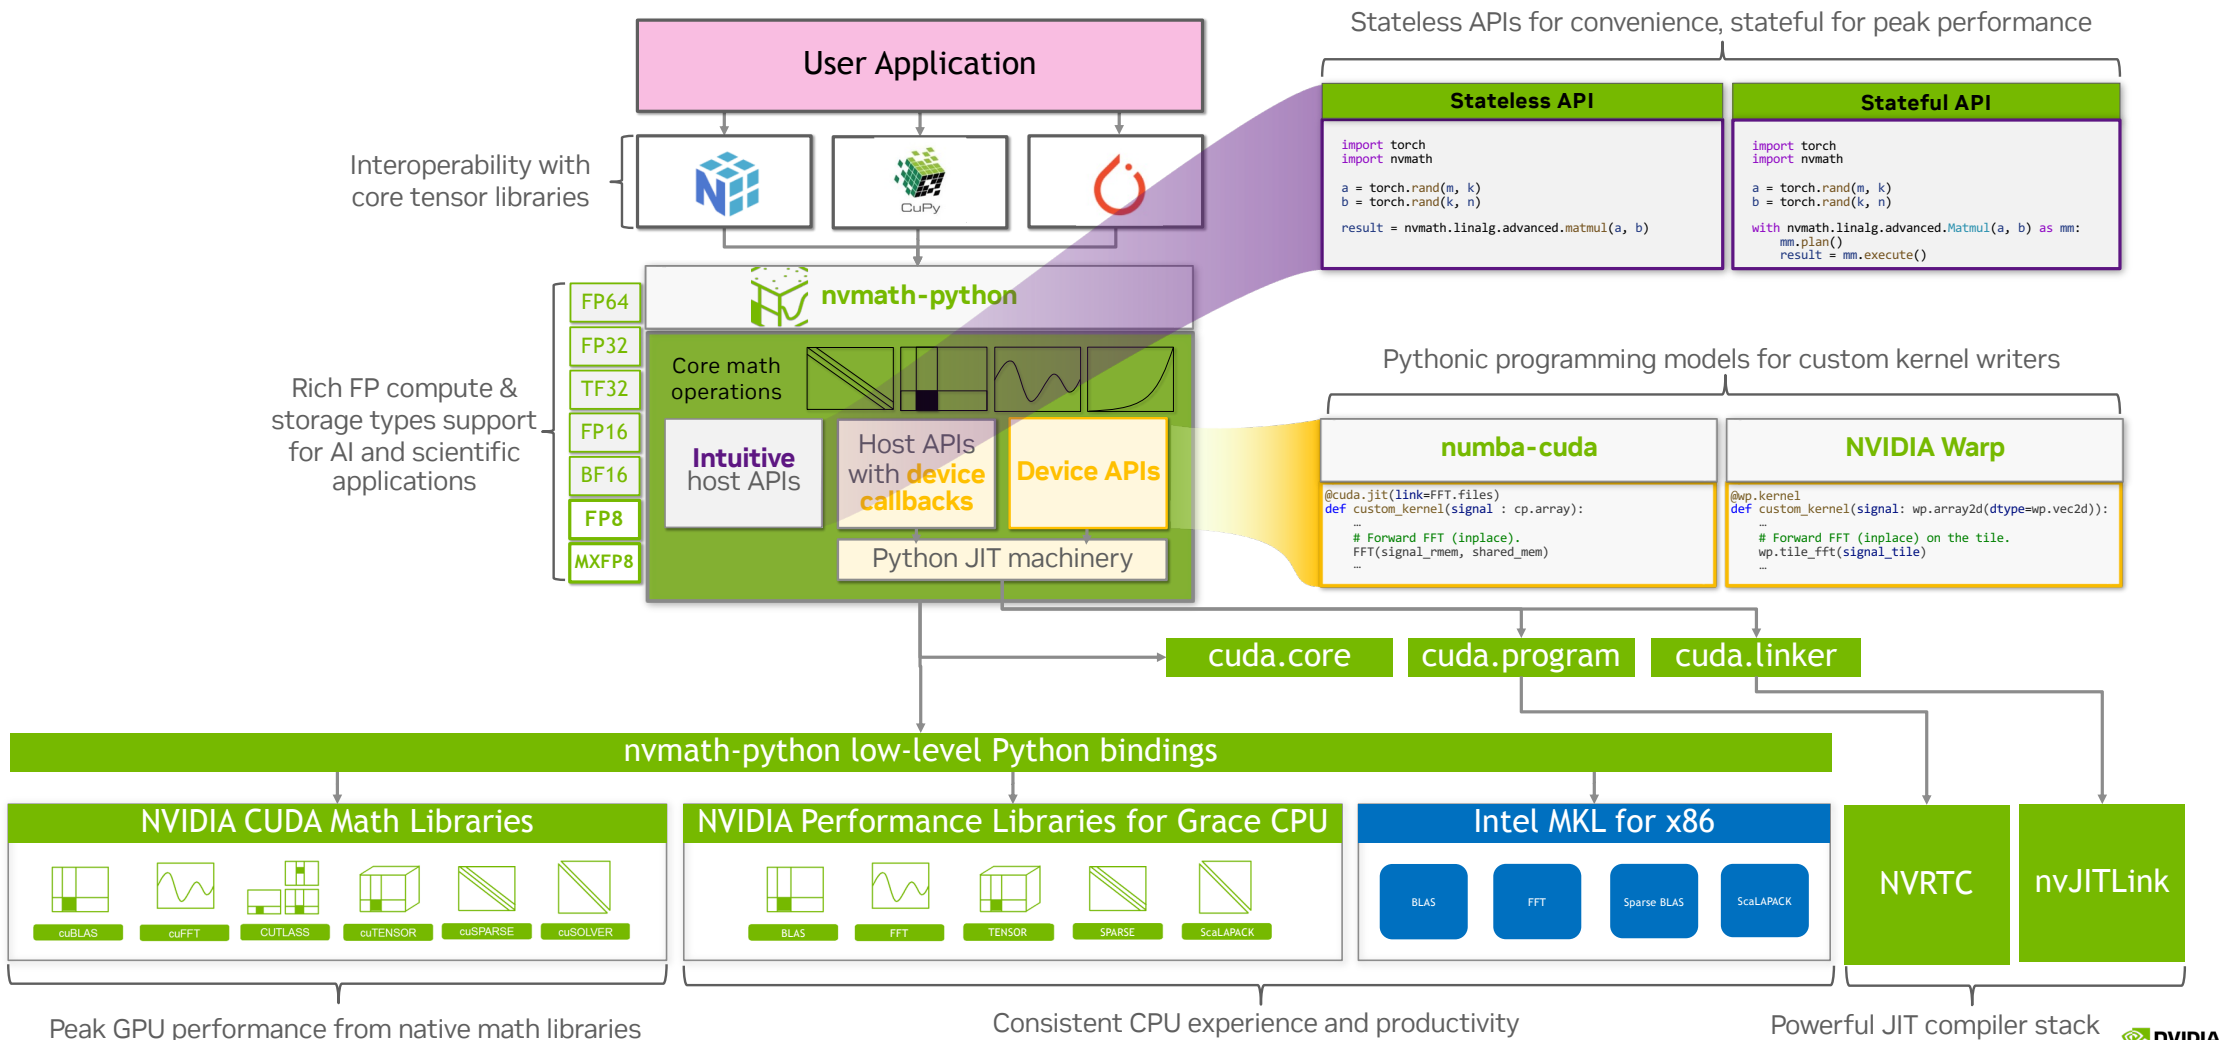 Stateless APIs for convenience, stateful for peak performance
User Application
Stateless API
Stateful API
import torch
import nvmath
a = torch.rand(m, k)
b = torch.rand(k, n)
result = nvmath.linalg.advanced.matmul(a, b)
import torch
import nvmath
a = torch.rand(m, k)
b = torch.rand(k, n)
with nvmath.linalg.advanced.Matmul(a, b) as mm:
mm.plan()
result = mm.execute()
Interoperability with
core tensor libraries
N
CuPy
nvmath-python
FP64
FP32
TF32
FP16
BF16
FP8
MXFP8
Rich FP compute &
storage types support
for AI and scientific
applications
Core math
operations
Intuitive
host APIs
Host APIs
with device
callbacks
Device APIs
Python JIT machinery
Pythonic programming models for custom kernel writers
numba-cuda
NVIDIA Warp
@cuda.jit(link=FFT.files)
def custom_kernel(signal : cp.array):
…
# Forward FFT (inplace).
FFT(signal_rmem, shared_mem)
…
@wp.kernel
def custom_kernel(signal: wp.array2d(dtype=wp.vec2d)):
…
# Forward FFT (inplace) on the tile.
wp.tile_fft(signal_tile)
…
cuda.core
cuda.program
cuda.linker
nvmath-python low-level Python bindings
NVIDIA CUDA Math Libraries
cuBLAS
cuFFT
CUTLASS
cuTENSOR
cuSPARSE
cuSOLVER
NVIDIA Performance Libraries for Grace CPU
BLAS
FFT
TENSOR
SPARSE
ScaLAPACK
Intel MKL for x86
BLAS
FFT
Sparse BLAS
ScaLAPACK
NVRTC
nvJITLink
Peak GPU performance from native math libraries
Consistent CPU experience and productivity
Powerful JIT compiler stack
NVIDIA